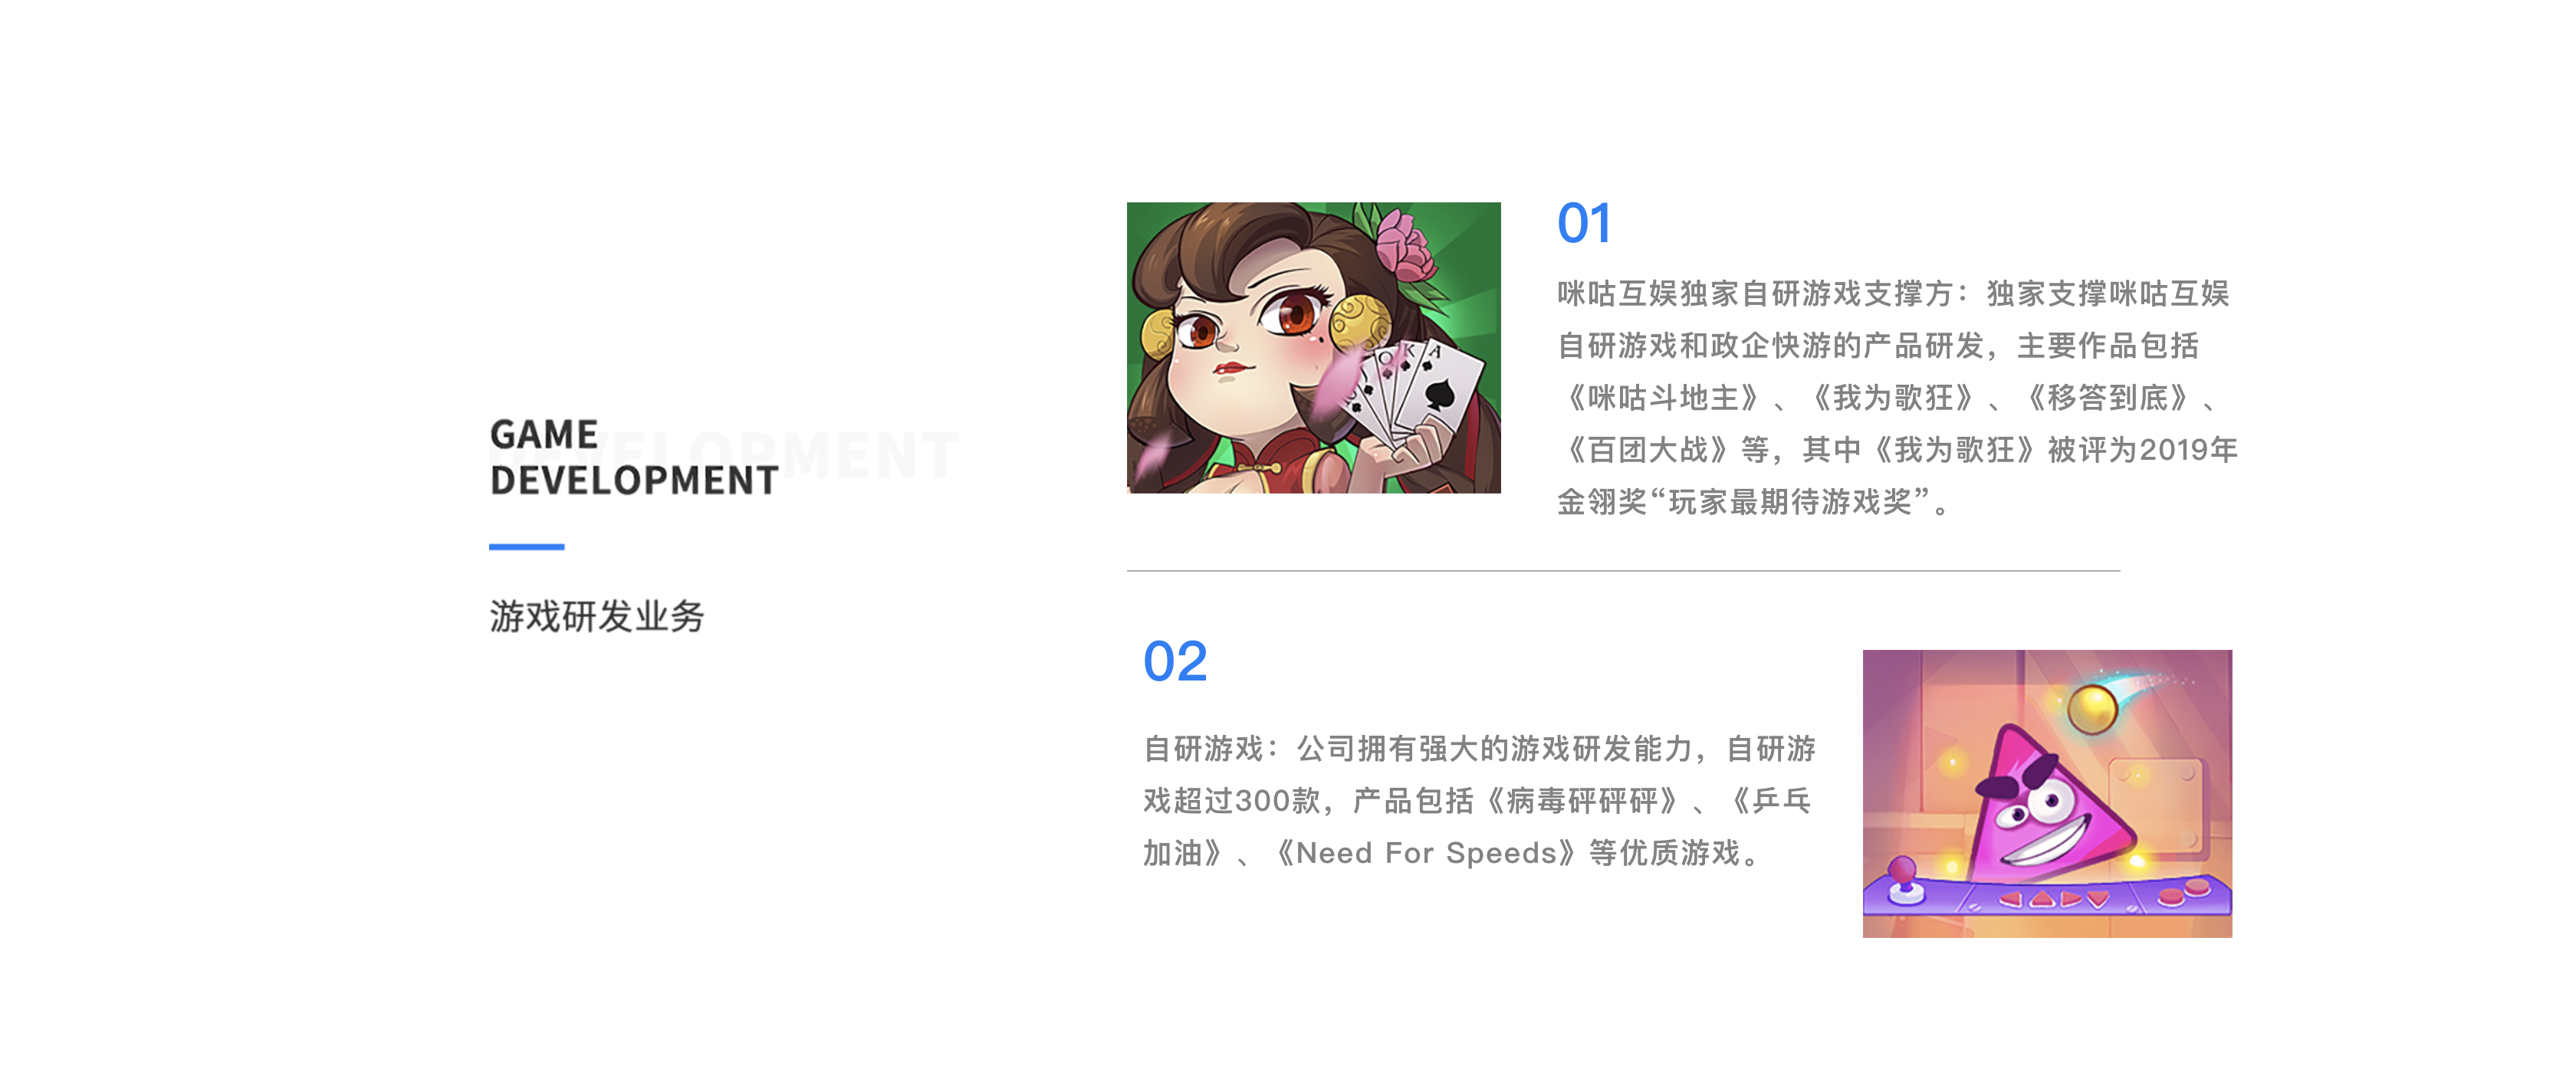 GAME
DEVELOPMENT
DEVELOPMENT
游戏研发业务
01
咪咕互娱独家自研游戏支撑方：独家支撑咪咕互娱
自研游戏和政企快游的产品研发，主要作品包括
《咪咕斗地主》、《我为歌狂》、《移答到底》、
《百团大战》等，其中《我为歌狂》被评为2019年
金翎奖“玩家最期待游戏奖”。
Q K A
02
自研游戏：公司拥有强大的游戏研发能力，自研游
戏超过300款，产品包括《病毒砰砰砰》、《乒乓
加油》、《Need For Speeds》等优质游戏。